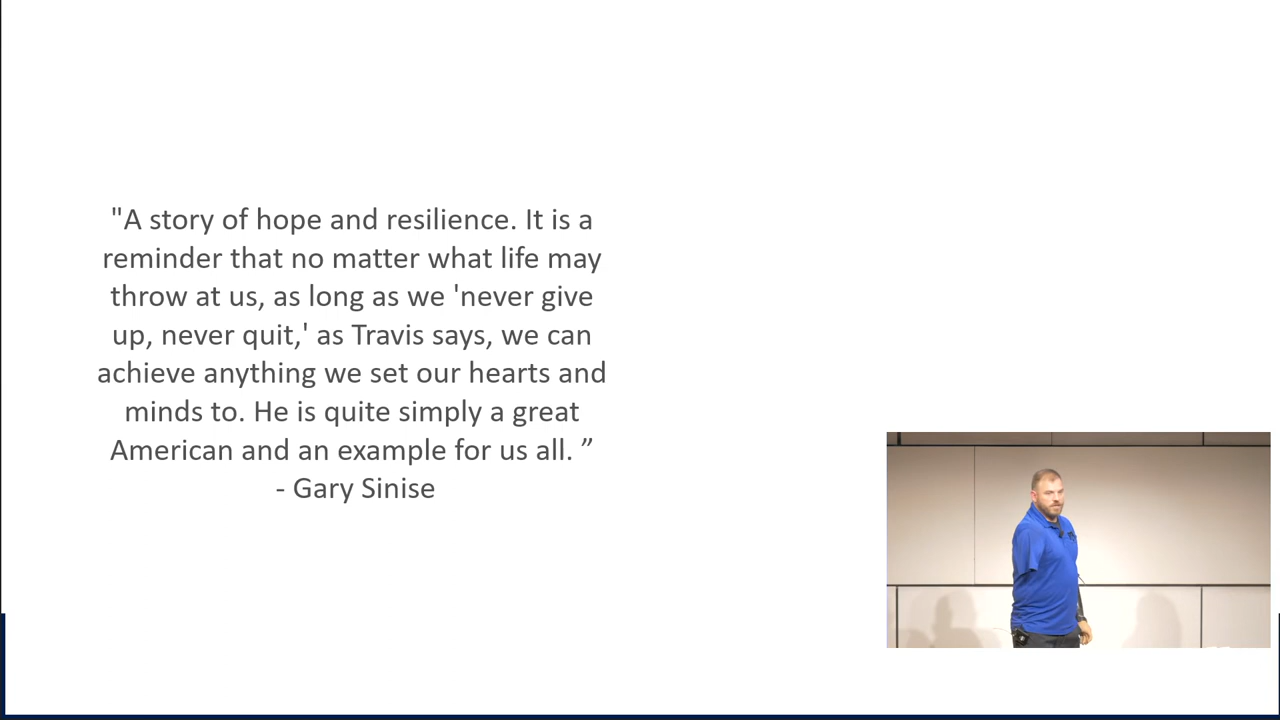 "A story of hope and resilience. It is a
reminder that no matter what life may
throw at us, as long as we 'never give
up, never quit,' as Travis says, we can
achieve anything we set our hearts and
minds to. He is quite simply a great
American and an example for us all. ”
- Gary Sinise